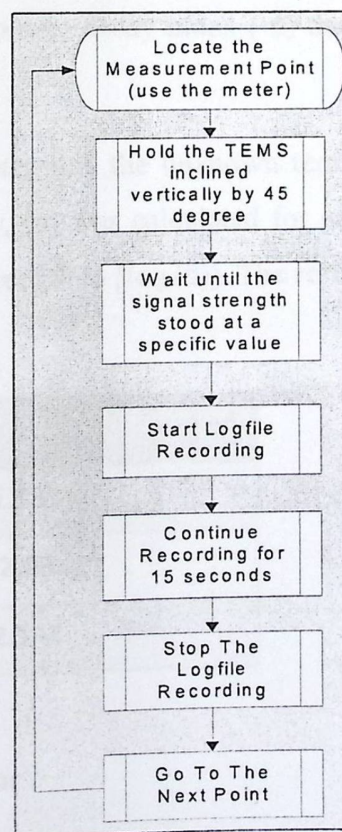 Locate the
Measurement Point
(use the meter)
Hold the TEMS
inclined
vertically by 45
degree
Wait until the
signal strength
stood at a
specific value
Start Logfile
Recording
Continue
Recording for
15 seconds
Stop The
Logfile
Recording
Go To The
Next Point